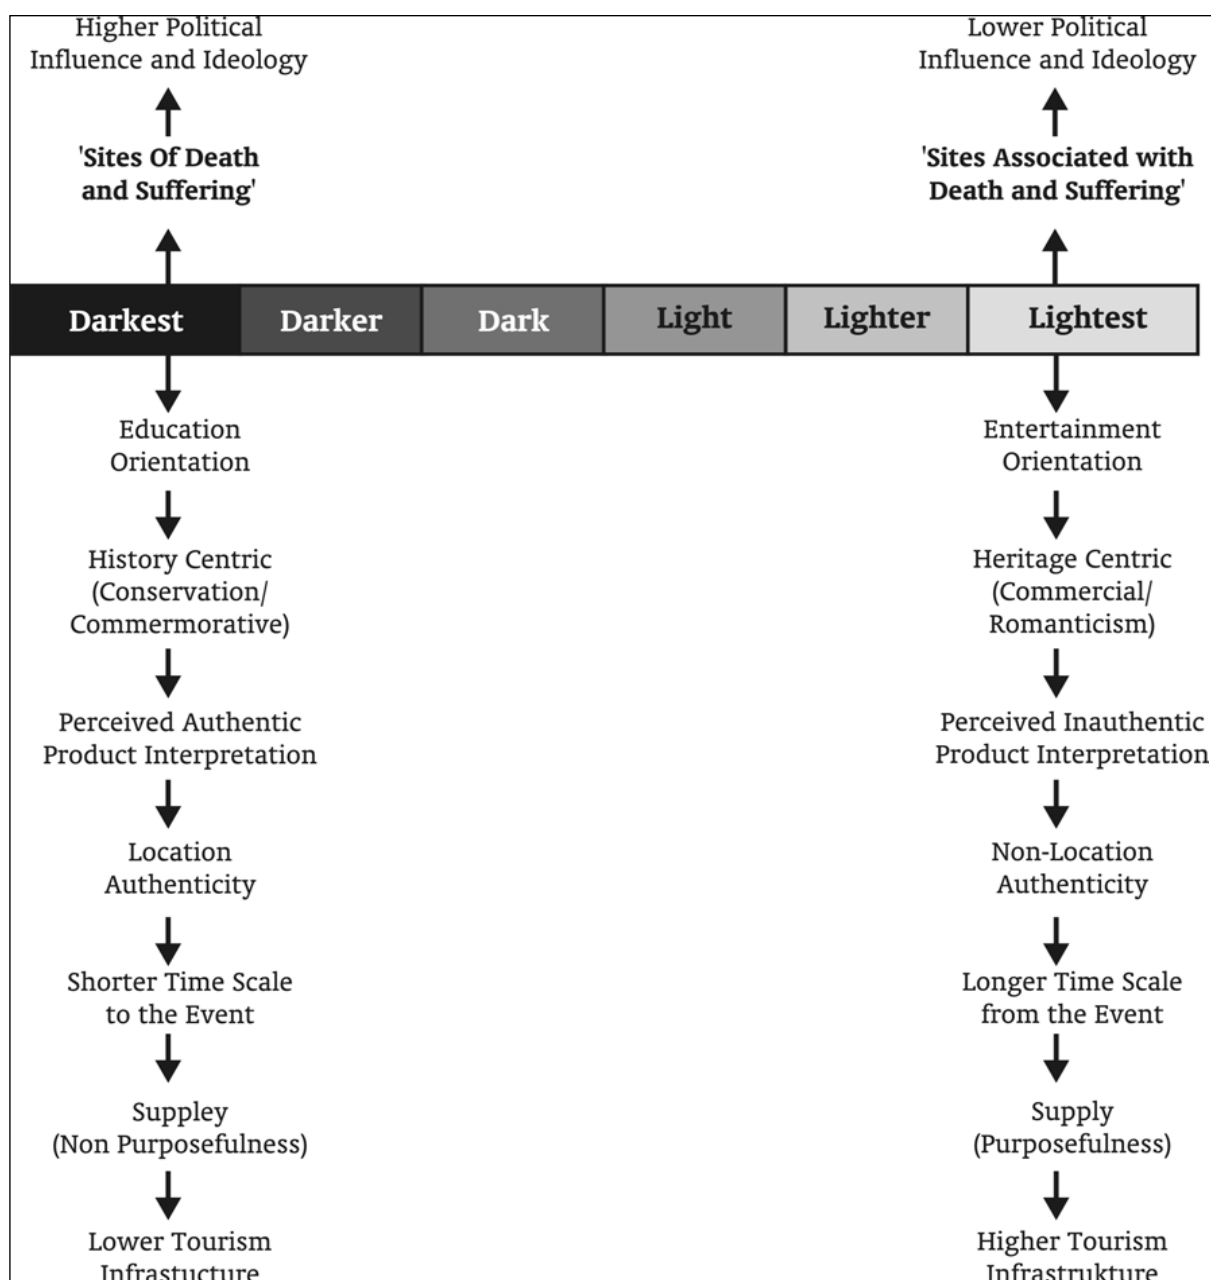 Higher Political
Influence and Ideology
Lower Political
Influence and Ideology
'Sites Of Death
and Suffering'
'Sites Associated with
Death and Suffering'
Darkest
Darker
Dark
Light
Lighter
Lightest
Education
Orientation
History Centric
(Conservation/
Commermorative)
Perceived Authentic
Product Interpretation
Location
Authenticity
Shorter Time Scale
to the Event
Suppley
(Non Purposefulness)
Lower Tourism
Infrastucture
Entertainment
Orientation
Heritage Centric
(Commercial/
Romanticism)
Perceived Inauthentic
Product Interpretation
Non-Location
Authenticity
Longer Time Scale
from the Event
Supply
(Purposefulness)
Higher Tourism
Infrastrukture